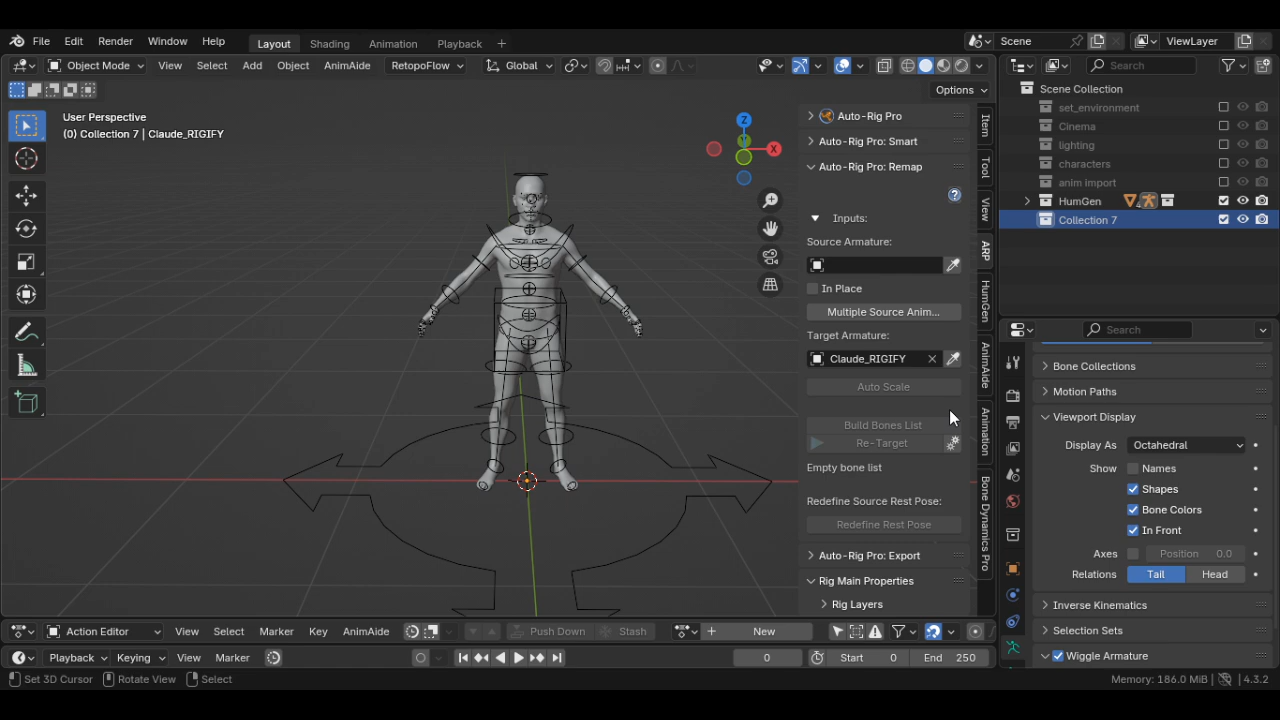 File Edit Render Window Help Layout Shading Animation Playback + Scene ViewLayer
Object Mode View Select Add Object AnimAide RetopoFlow Global Search
Options
User Perspective
(0) Collection 7 | Claude_RIGIFY
Z
Y
X
Auto-Rig Pro
Auto-Rig Pro: Smart
Auto-Rig Pro: Remap
?
Inputs:
Source Armature:
In Place
Multiple Source Anim...
Target Armature:
Claude_RIGIFY
Auto Scale
Build Bones List
Re-Target
Empty bone list
Redefine Source Rest Pose:
Redefine Rest Pose
Auto-Rig Pro: Export
Rig Main Properties
Rig Layers
Item
Tool
View
ARP
HumGen
AnimAide
Animation
Bone Dynamics Pro
Scene Collection
set_environment
Cinema
lighting
characters
anim import
HumGen
Collection 7
Search
Bone Collections
Motion Paths
Viewport Display
Display As Octahedral
Show Names
Shapes
Bone Colors
In Front
Axes Position 0.0
Relations Tail Head
Inverse Kinematics
Selection Sets
Wiggle Armature
Action Editor View Select Marker Key AnimAide Push Down Stash + New
Playback Keying View Marker 0 Start 0 End 250
Set 3D Cursor Rotate View Select Memory: 186.0 MiB 4.3.2